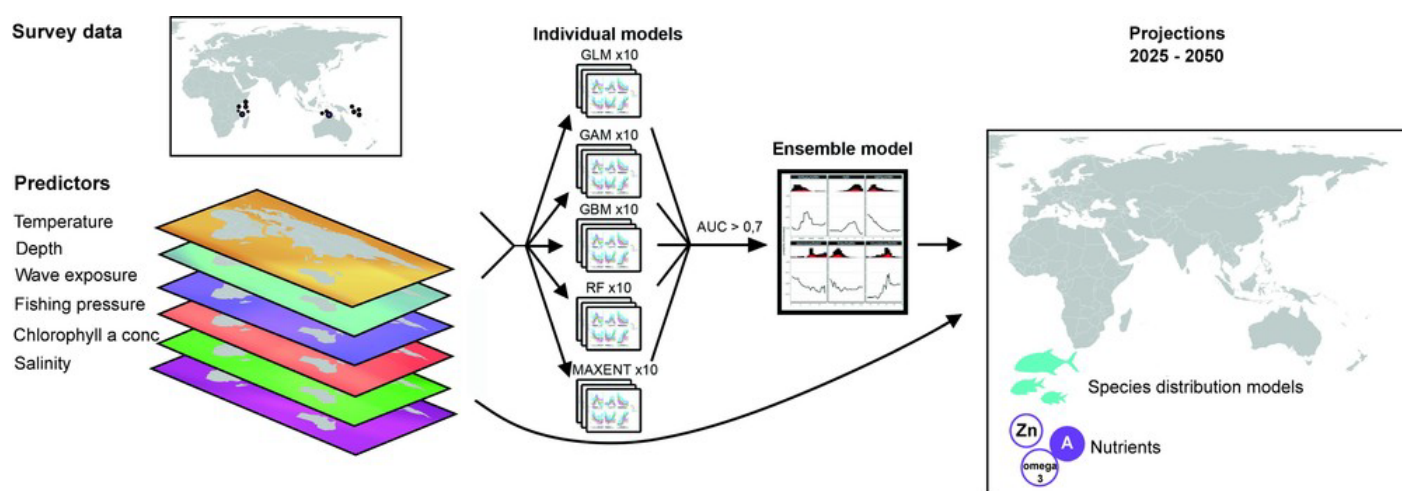 Survey data
Predictors
Temperature
Depth
Wave exposure
Fishing pressure
Chlorophyll a conc
Salinity
Individual models
GLM x10
GAM x10
GBM x10
RF x10
MAXENT x10
AUC > 0,7
Ensemble model
Projections
2025 - 2050
Species distribution models
Zn
A
omega
3
Nutrients